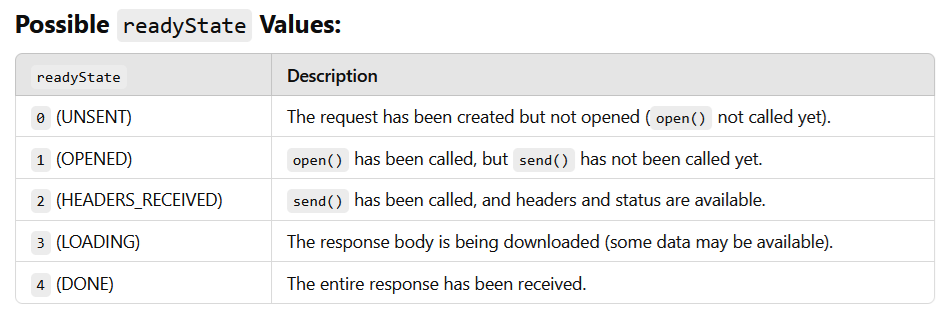 Possible readyState Values:
readyState Description
0 (UNSENT) The request has been created but not opened ( open() not called yet).
1 (OPENED) open() has been called, but send() has not been called yet.
2 (HEADERS_RECEIVED) send() has been called, and headers and status are available.
3 (LOADING) The response body is being downloaded (some data may be available).
4 (DONE) The entire response has been received.